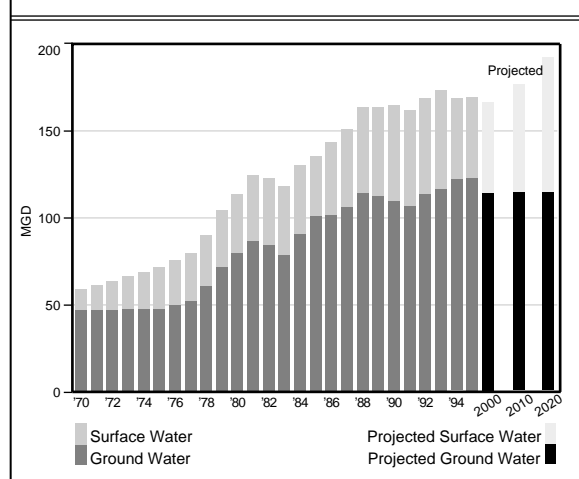 200
Projected
150
MGD
100
50
0
'70 '72 '74 '76 '78 '80 '82 '84 '86 '88 '90 '92 '94 2000 2010 2020
Surface Water Projected Surface Water
Ground Water Projected Ground Water